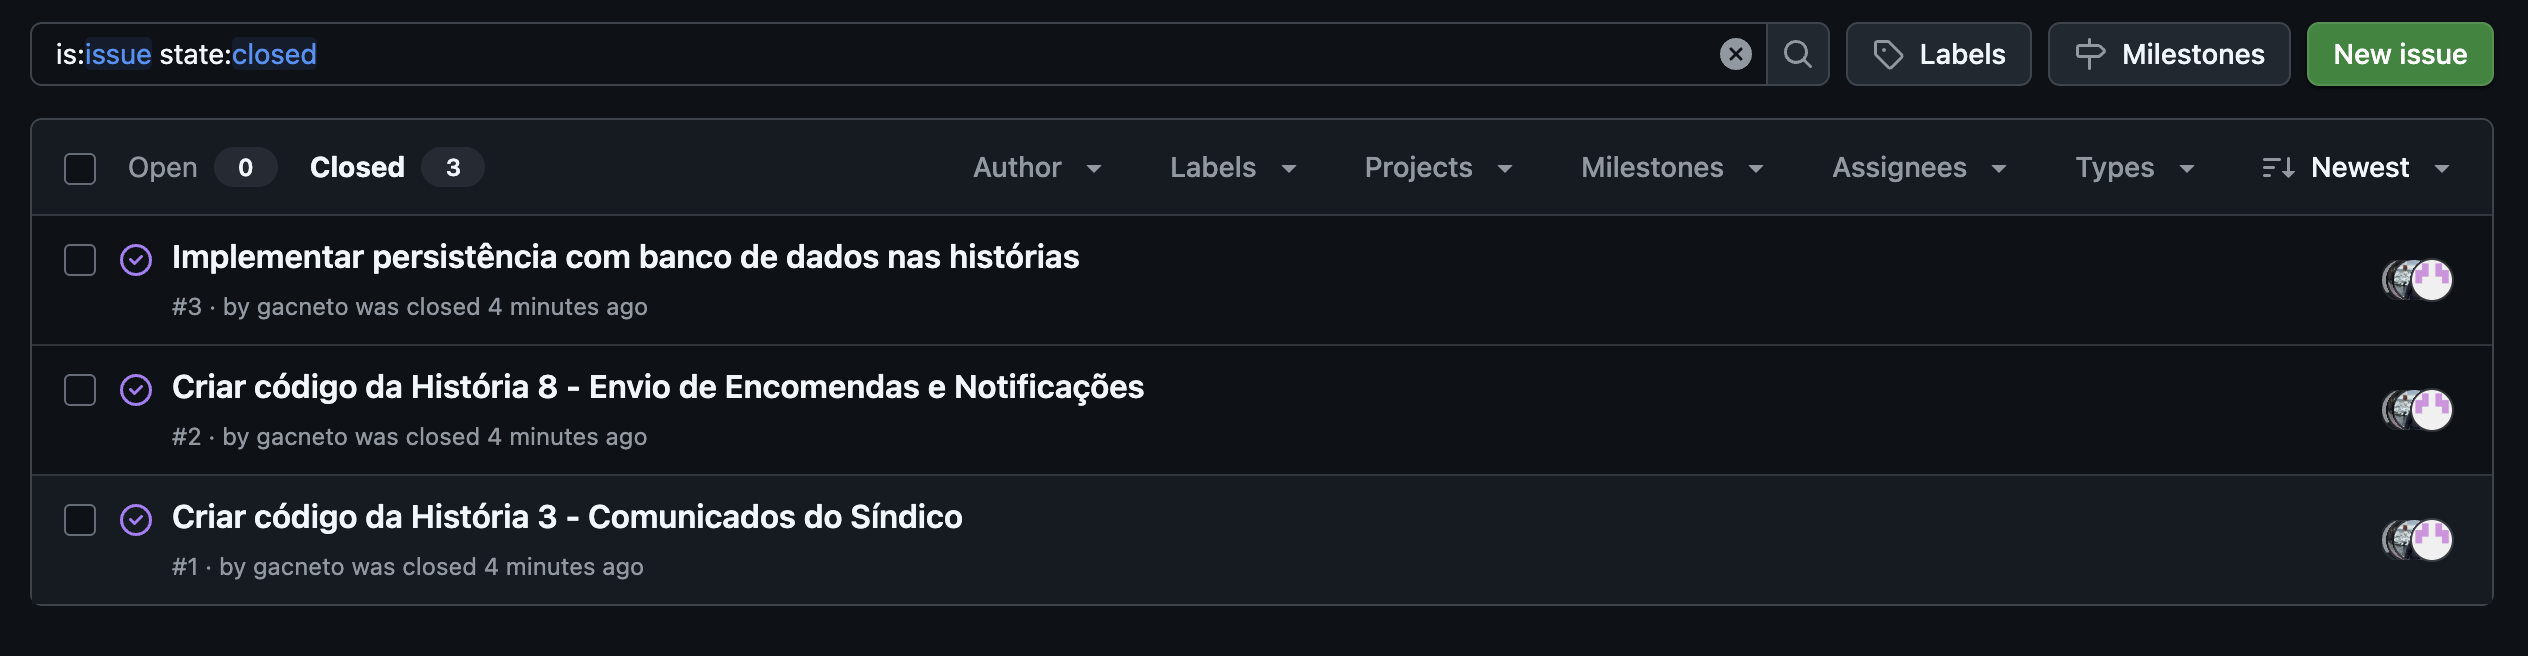 is:issue state:closed
Labels
Milestones
New issue
Open 0 Closed 3 Author Labels Projects Milestones Assignees Types Newest
Implementar persistência com banco de dados nas histórias
#3 · by gacneto was closed 4 minutes ago
Criar código da História 8 - Envio de Encomendas e Notificações
#2 · by gacneto was closed 4 minutes ago
Criar código da História 3 - Comunicados do Síndico
#1 · by gacneto was closed 4 minutes ago